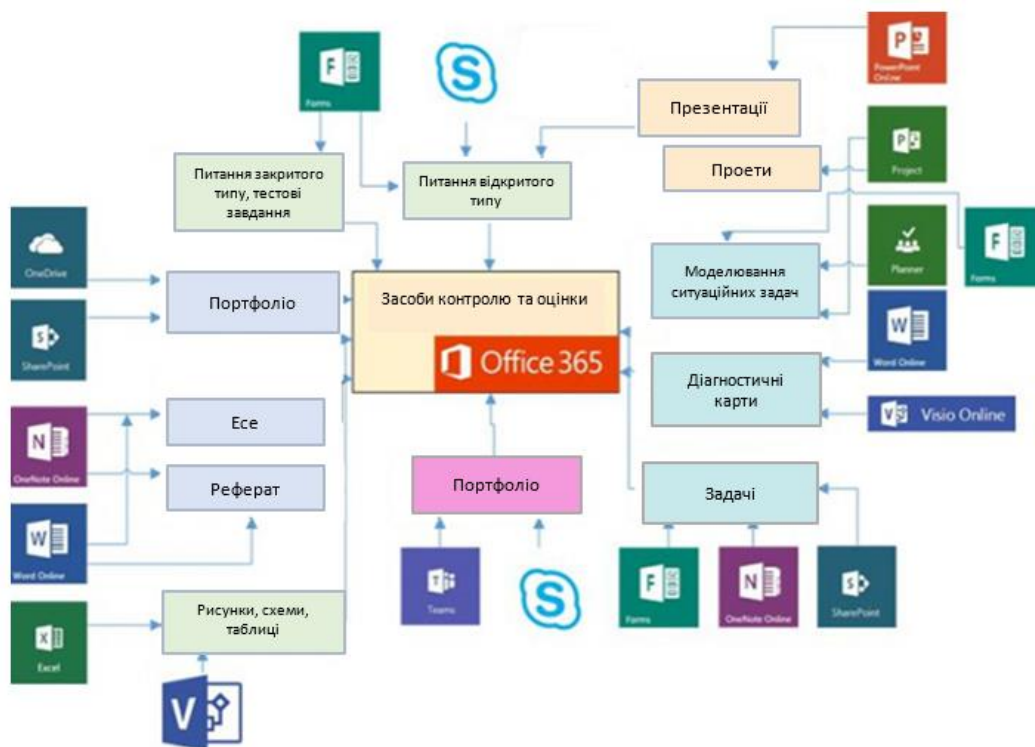 F
Forms
S
P
PowerPoint
Online
Презентації
Питання закритого
типу, тестові
завдання
Питання відкритого
типу
Проети
P
Project
OneDrive
Портфоліо
Засоби контролю та оцінки
Office 365
Моделювання
ситуаційних задач
Planner
F
Forms
S
SharePoint
W
Word Online
Діагностичні
карти
V
Visio Online
N
OneNote Online
Есе
Реферат
Портфоліо
Задачі
W
Word Online
T
Teams
S
F
Forms
N
OneNote Online
S
SharePoint
Рисунки, схеми,
таблиці
X
Excel
V